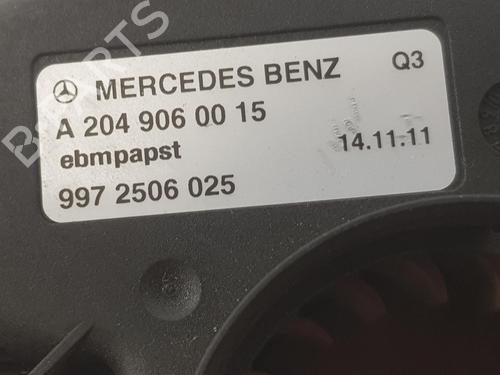 MERCEDES BENZ Q3
A 204 906 00 15
ebmpapst 14.11.11
997 2506 025